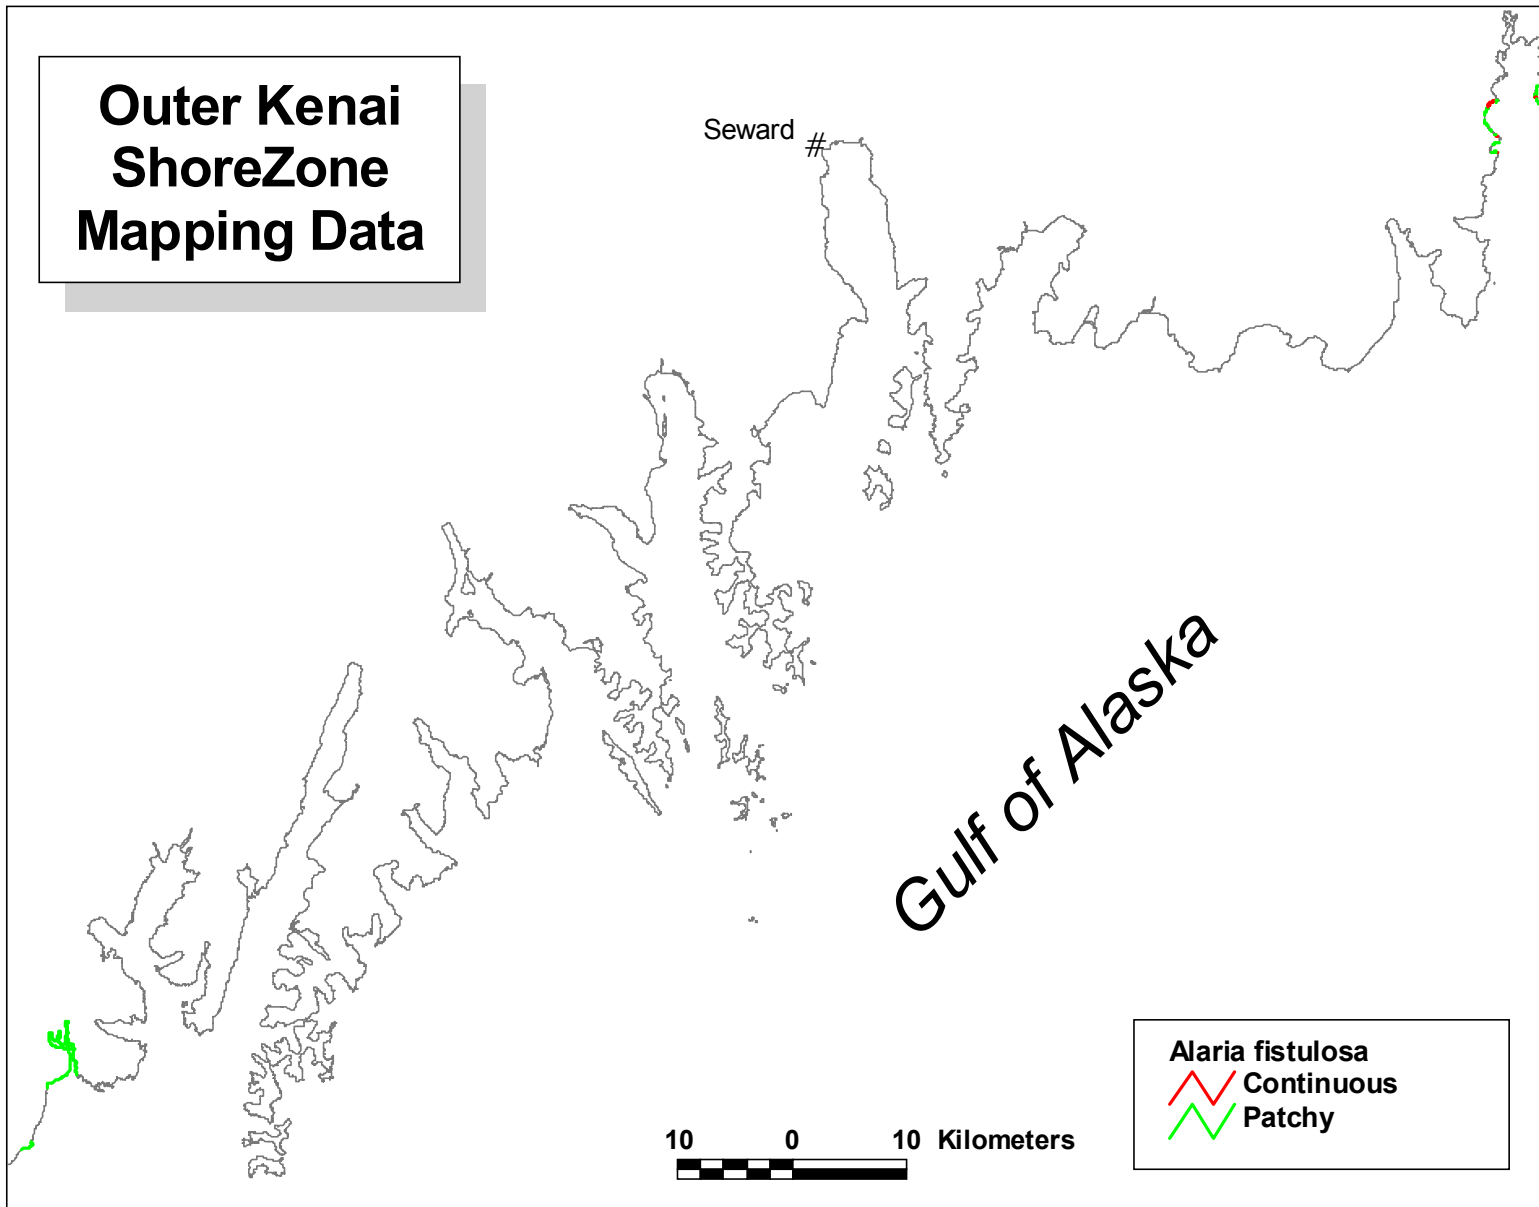 Outer Kenai
ShoreZone
Mapping Data
Seward
#
Gulf of Alaska
Alaria fistulosa
Continuous
Patchy
10 0 10 Kilometers